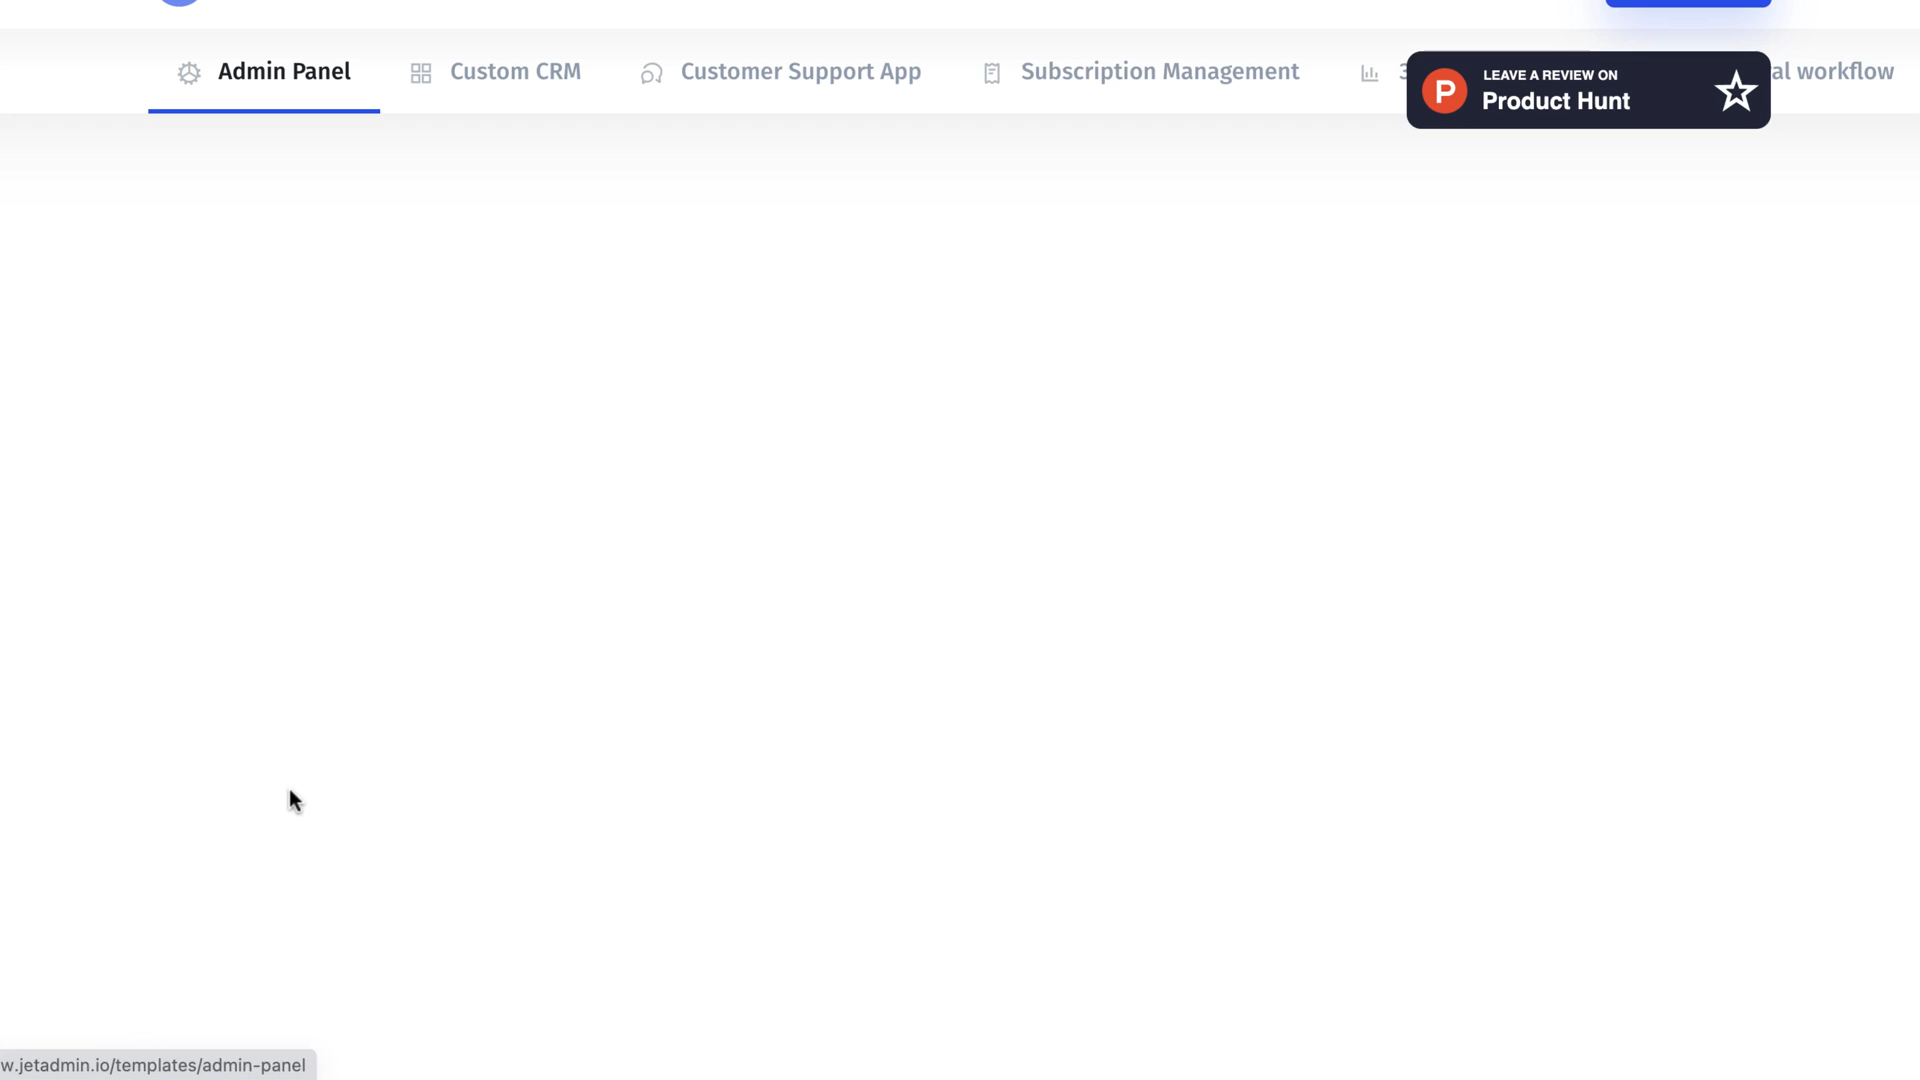 Admin Panel
Custom CRM
Customer Support App
Subscription Management
3
LEAVE A REVIEW ON
Product Hunt
al workflow
w.jetadmin.io/templates/admin-panel